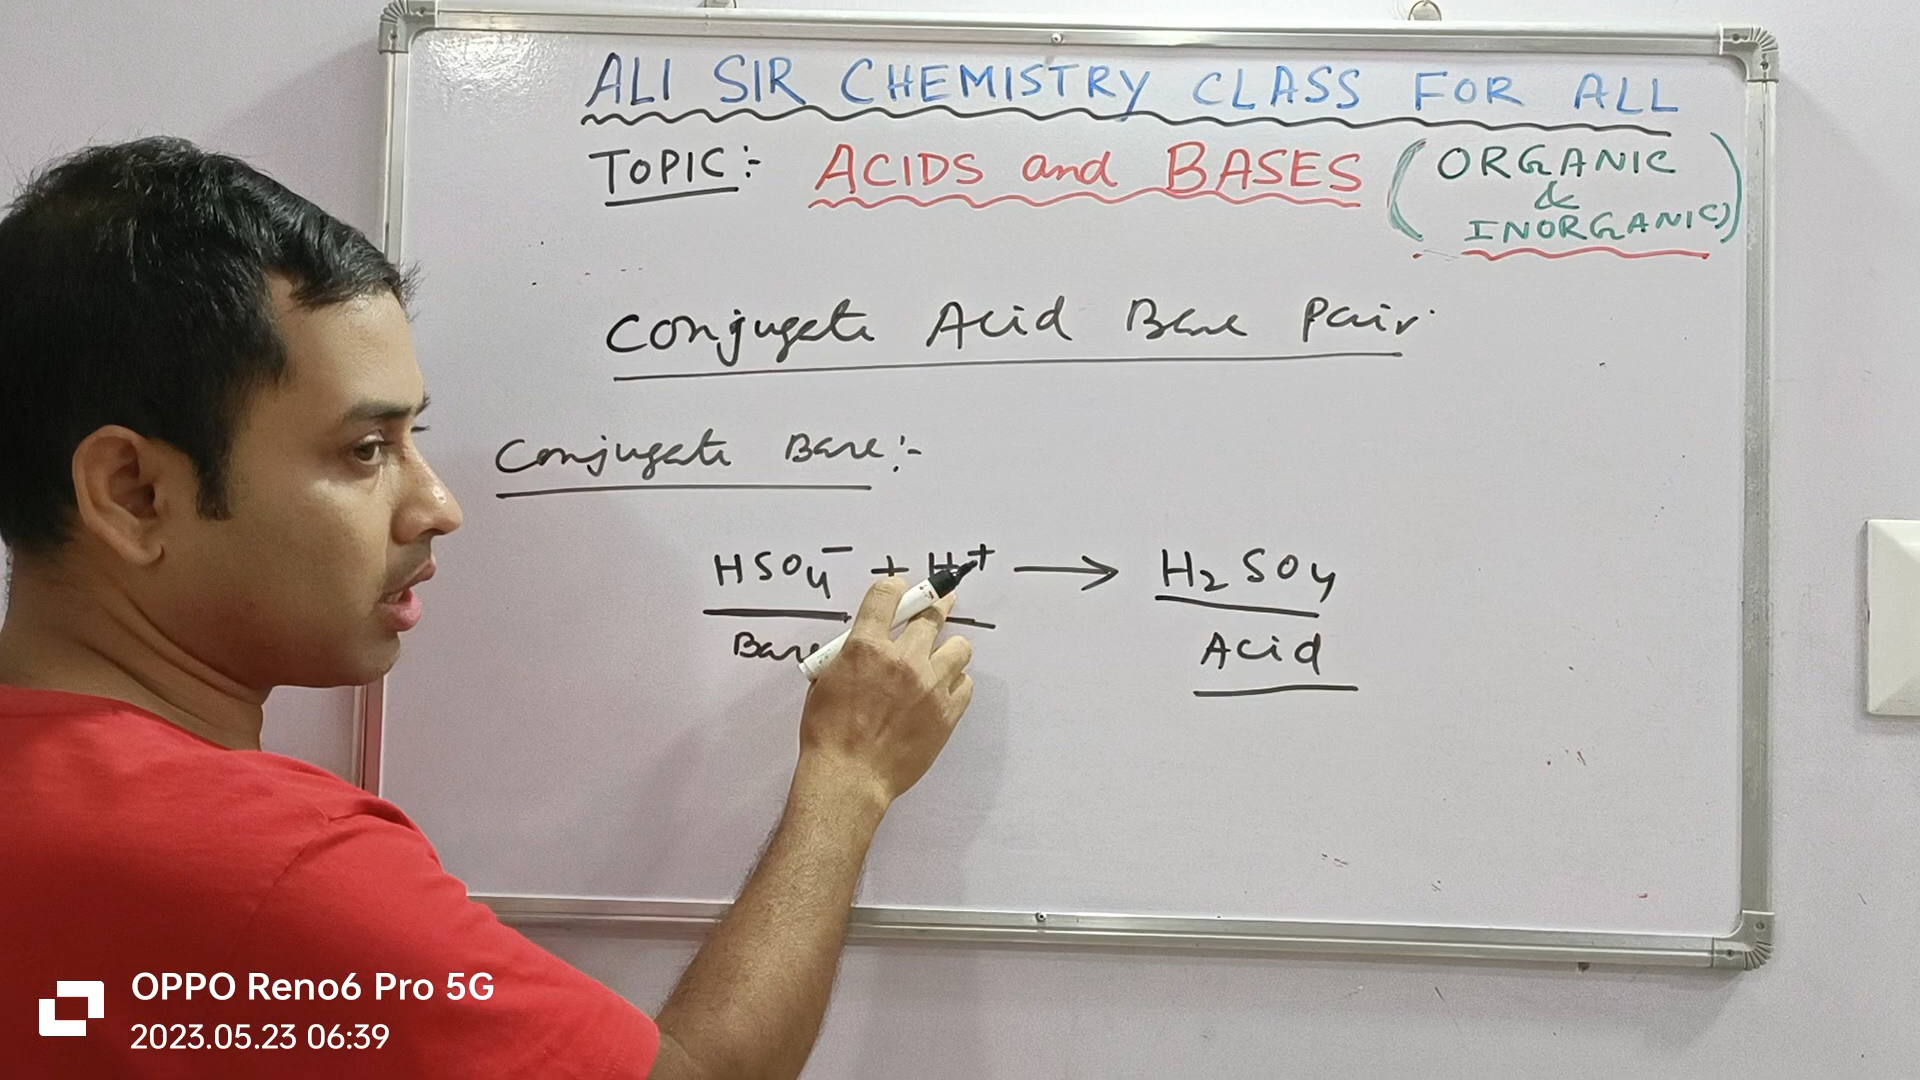 ALI SIR CHEMISTRY CLASS FOR ALL
TOPIC:- ACIDS and BASES (ORGANIC & INORGANIC)
Conjugate Acid Base Pair.
Conjugate Base:-
HSO₄⁻ + H⁺ → H₂SO₄
Base Acid
OPPO Reno6 Pro 5G
2023.05.23 06:39